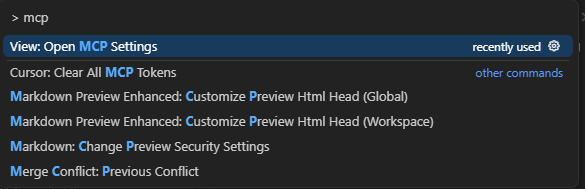 > mcp
View: Open MCP Settings recently used
Cursor: Clear All MCP Tokens other commands
Markdown Preview Enhanced: Customize Preview Html Head (Global)
Markdown Preview Enhanced: Customize Preview Html Head (Workspace)
Markdown: Change Preview Security Settings
Merge Conflict: Previous Conflict